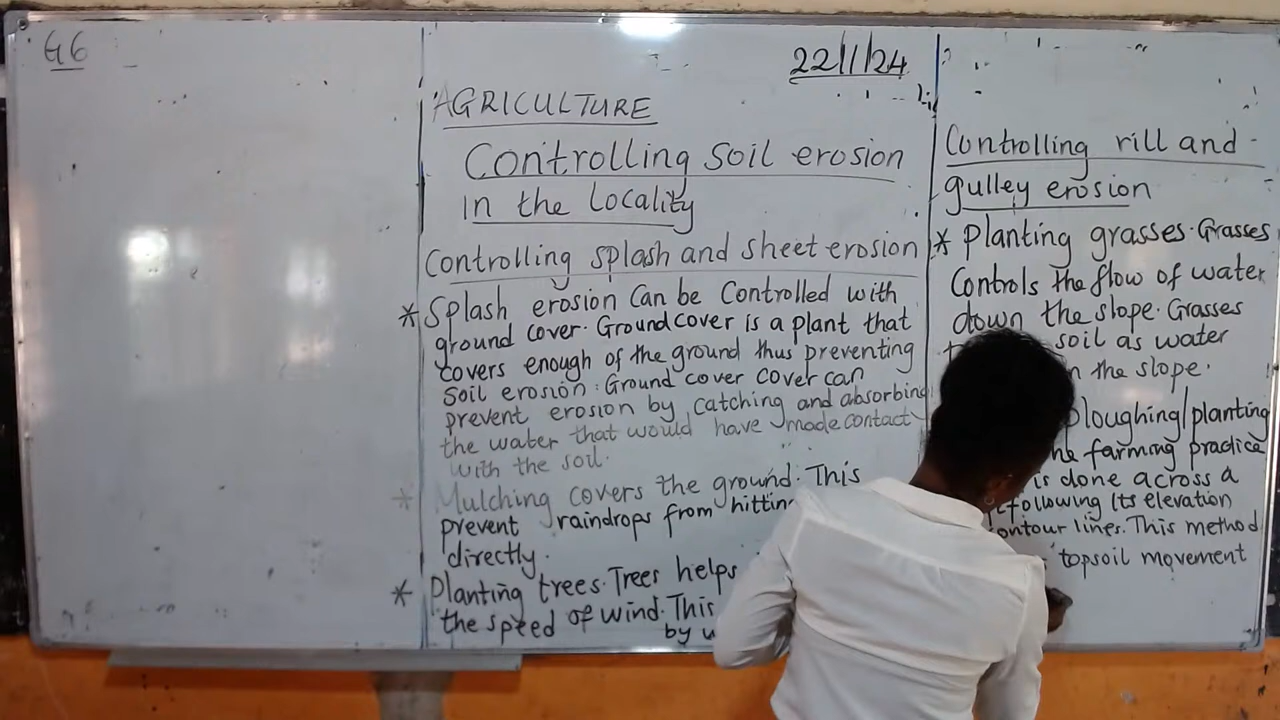 G6
22/1/24
AGRICULTURE
Controlling soil erosion
in the Locality
Controlling splash and sheet erosion
* Splash erosion Can be Controlled with
ground cover. Ground cover is a plant that
covers enough of the ground thus preventing
soil erosion. Ground cover cover can
prevent erosion by catching and absorbing
the water that would have made contact
with the soil.
* Mulching covers the ground. This
prevent raindrops from hitting
directly.
* Planting trees. Trees helps
the speed of wind. This
by
Controlling rill and
gulley erosion
* Planting grasses. Grasses
Controls the flow of water
down the slope. Grasses
soil as water
the slope.
ploughing/planting
farming practice
is done across a
following its elevation
contour lines. This method
topsoil movement